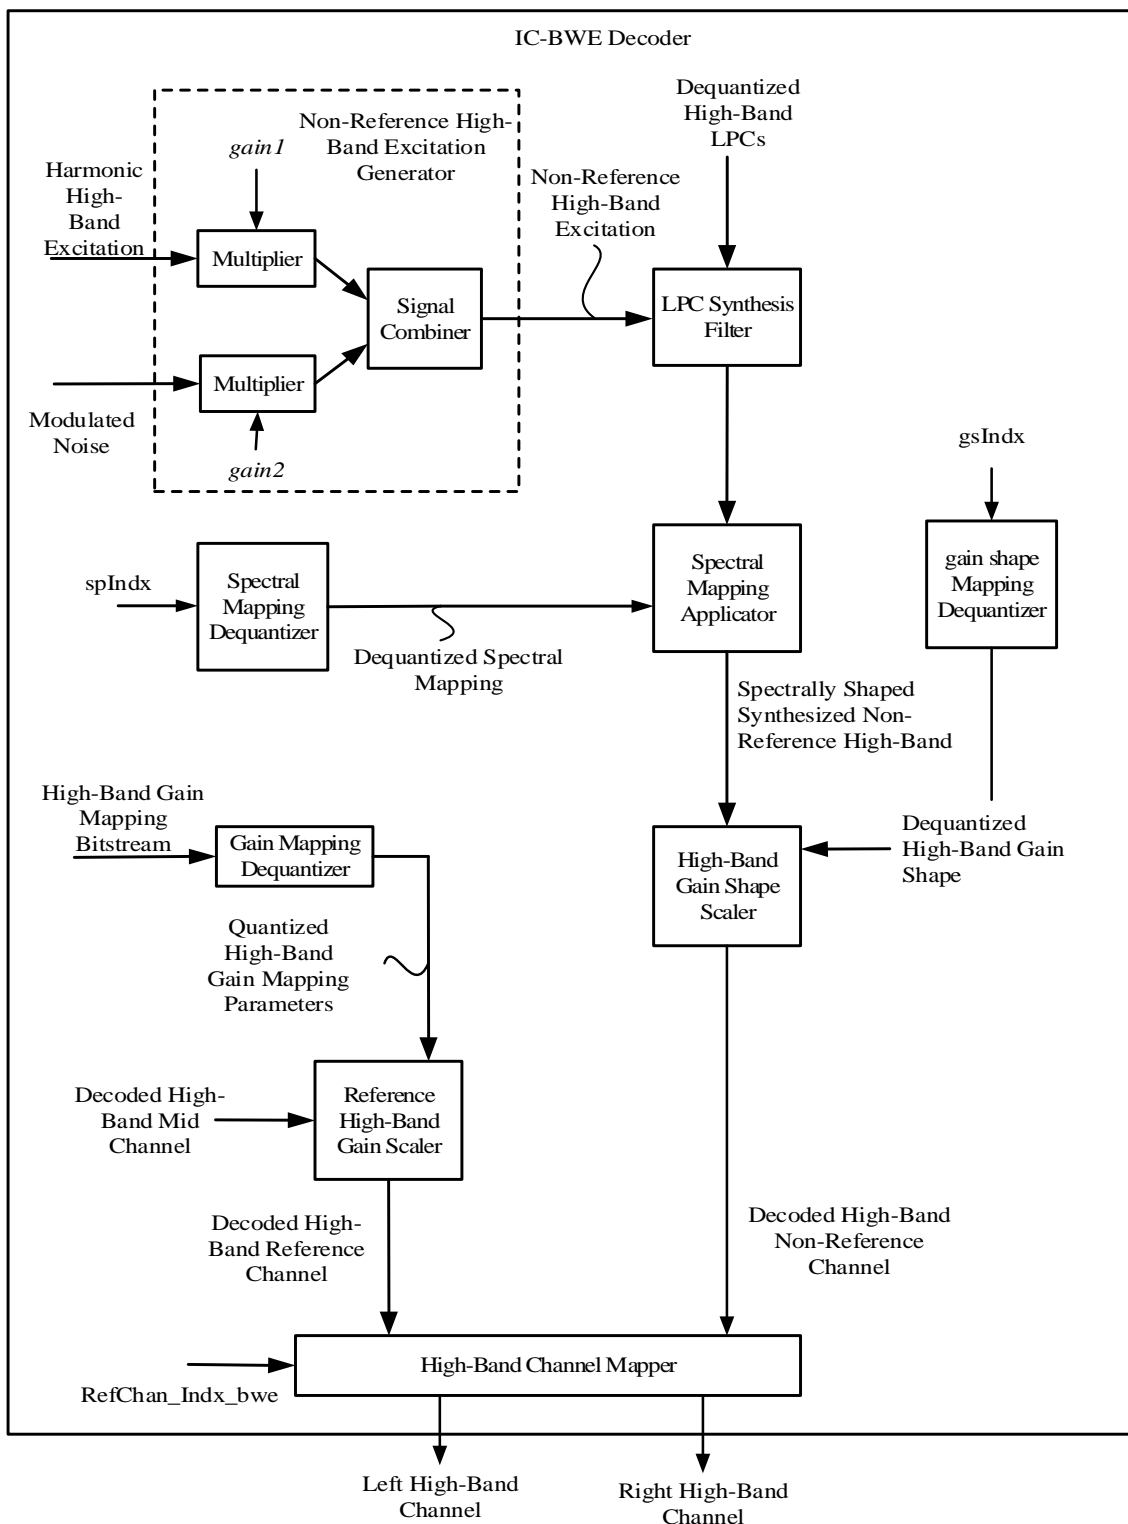 IC-BWE Decoder
Dequantized
High-Band
LPCs
Non-Reference High-
Band Excitation
Generator
gain1
Harmonic
High-
Band
Excitation
Non-Reference
High-Band
Excitation
Multiplier
Signal
Combiner
LPC Synthesis
Filter
Multiplier
Modulated
Noise
gain2
gsIndx
spIndx
Spectral
Mapping
Dequantizer
Spectral
Mapping
Applicator
gain shape
Mapping
Dequantizer
Dequantized Spectral
Mapping
Spectrally Shaped
Synthesized Non-
Reference High-Band
High-Band Gain
Mapping
Bitstream
Gain Mapping
Dequantizer
High-Band
Gain Shape
Scaler
Dequantized
High-Band Gain
Shape
Quantized
High-Band
Gain Mapping
Parameters
Decoded High-
Band Mid
Channel
Reference
High-Band
Gain Scaler
Decoded High-
Band Reference
Channel
Decoded High-Band
Non-Reference
Channel
High-Band Channel Mapper
RefChan_Indx_bwe
Left High-Band
Channel
Right High-Band
Channel